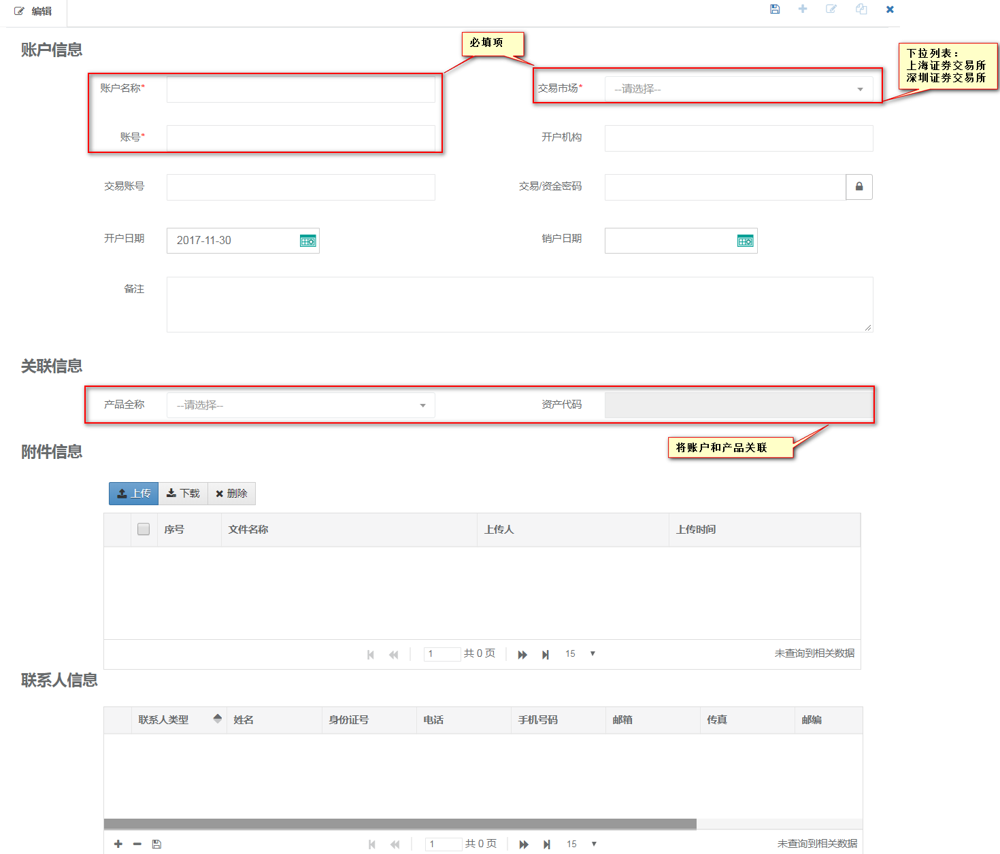 编辑
账户信息
必填项
下拉列表：
上海证券交易所
深圳证券交易所
账户名称*
交易市场* --请选择--
账号*
开户机构
交易账号
交易/资金密码
开户日期 2017-11-30
销户日期
备注
关联信息
产品全称 --请选择--
资产代码
将账户和产品关联
附件信息
上传 下载 删除
序号 文件名称 上传人 上传时间
1 共 0 页 15 未查询到相关数据
联系人信息
联系人类型 姓名 身份证号 电话 手机号码 邮箱 传真 邮编
1 共 0 页 15 未查询到相关数据